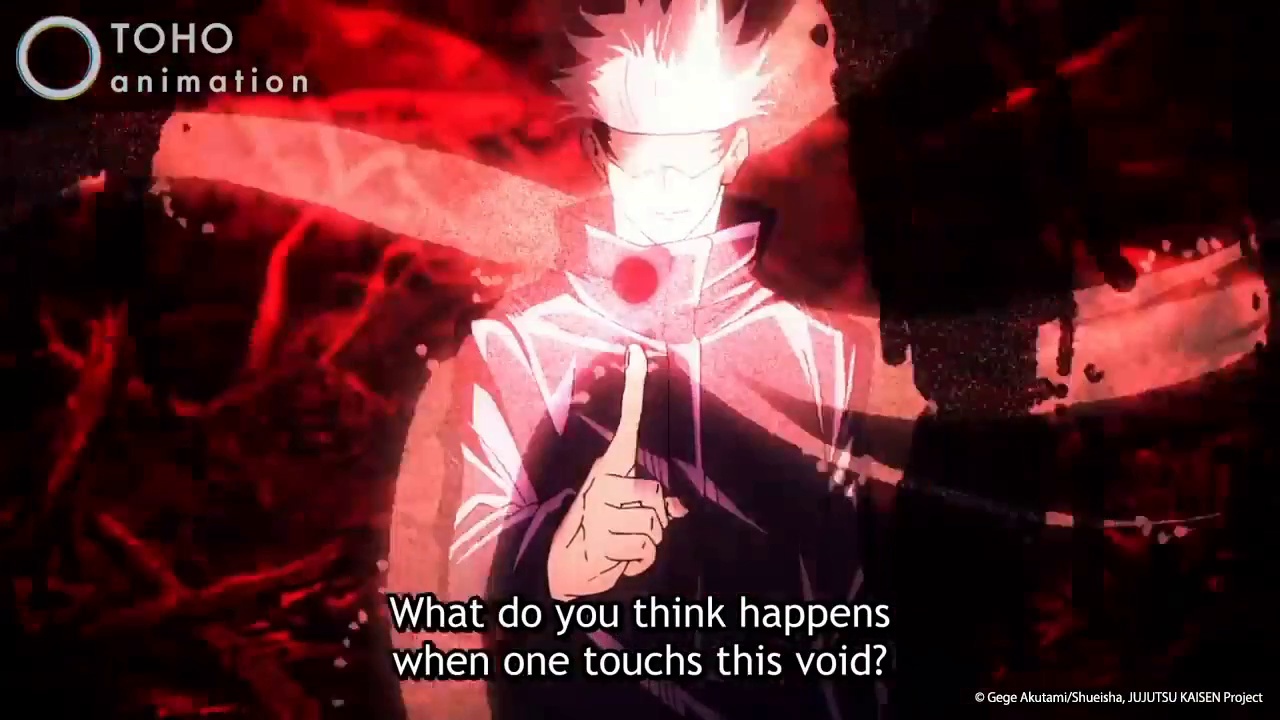 TOHO
animation
What do you think happens
when one touchs this void?
© Gege Akutami/Shueisha, JUJUTSU KAISEN Project